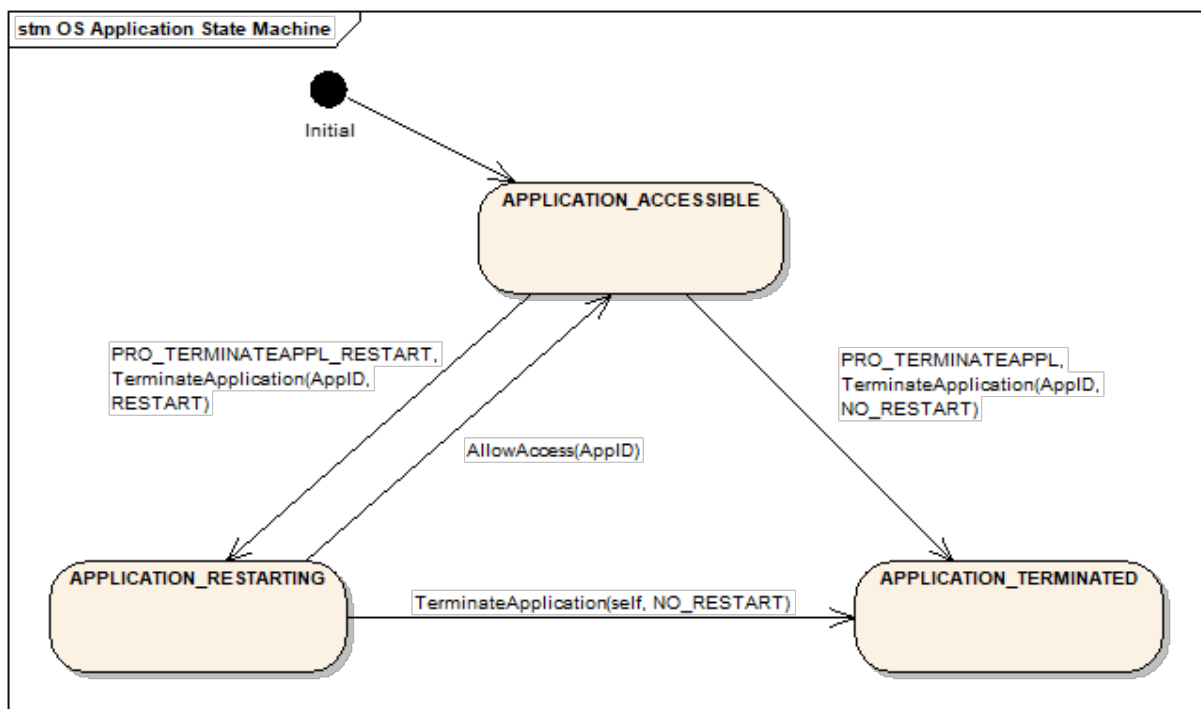 stm OS Application State Machine
Initial
APPLICATION_ACCESSIBLE
PRO_TERMINATEAPPL_RESTART,
TerminateApplication(AppID,
RESTART)
PRO_TERMINATEAPPL,
TerminateApplication(AppID,
NO_RESTART)
AllowAccess(AppID)
APPLICATION_RESTARTING
APPLICATION_TERMINATED
TerminateApplication(self, NO_RESTART)